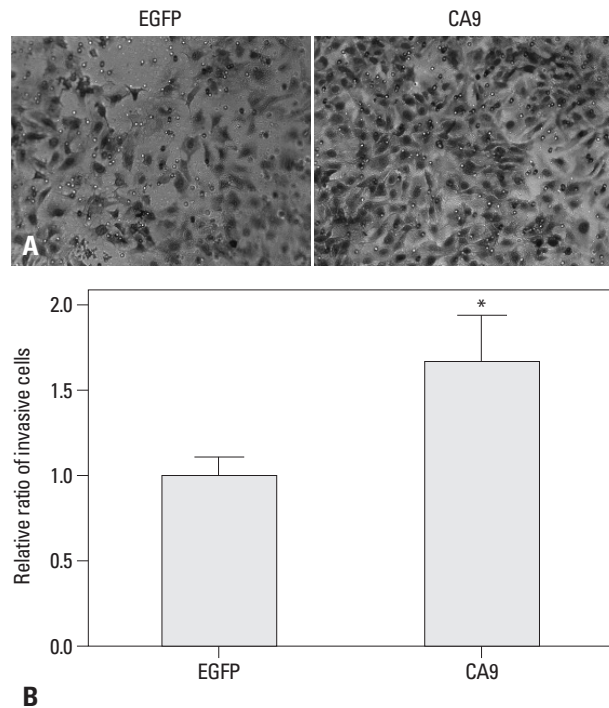 EGFP CA9
A
2.0
*
1.5
1.0
0.5
0.0
Relative ratio of invasive cells
EGFP CA9
B